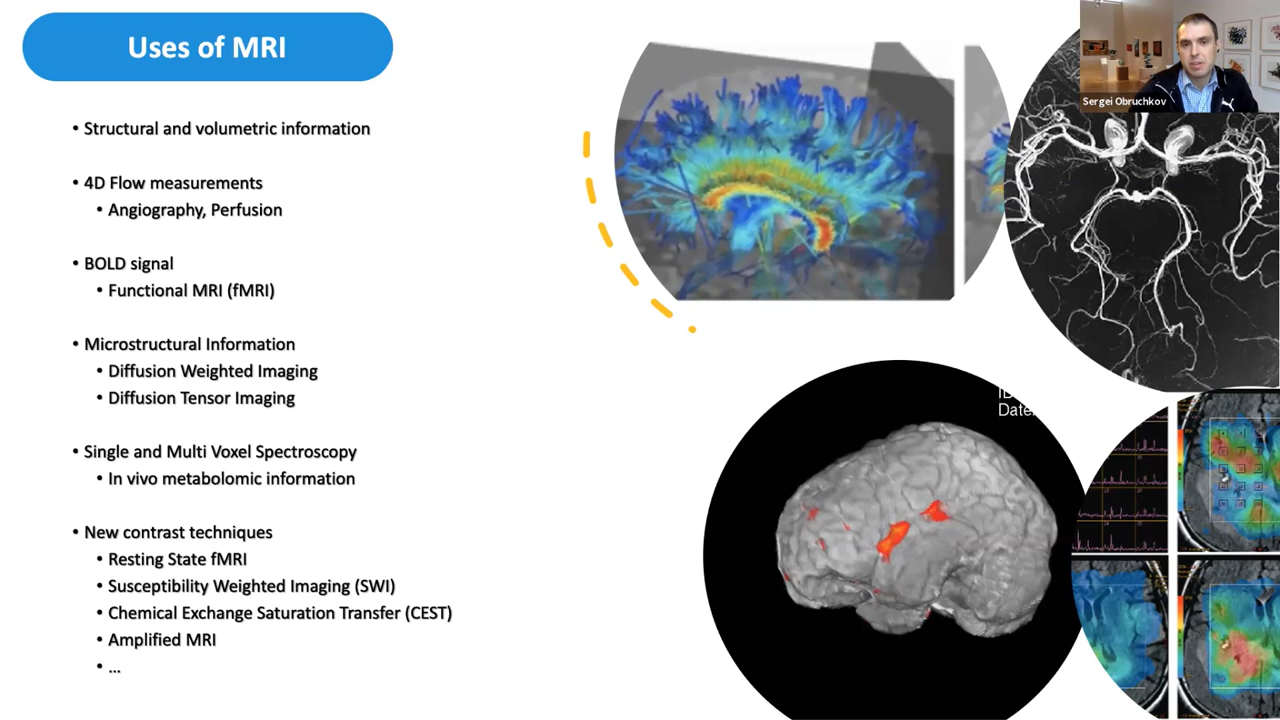 Uses of MRI
• Structural and volumetric information
• 4D Flow measurements
• Angiography, Perfusion
• BOLD signal
• Functional MRI (fMRI)
• Microstructural Information
• Diffusion Weighted Imaging
• Diffusion Tensor Imaging
• Single and Multi Voxel Spectroscopy
• In vivo metabolomic information
• New contrast techniques
• Resting State fMRI
• Susceptibility Weighted Imaging (SWI)
• Chemical Exchange Saturation Transfer (CEST)
• Amplified MRI
• ...
Sergei Obruchkov
Date